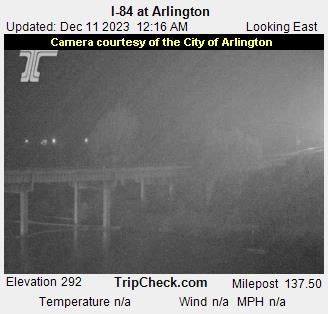 I-84 at Arlington
Updated: Dec 11 2023 12:16 AM Looking East
Camera courtesy of the City of Arlington
Elevation 292 TripCheck.com Milepost 137.50
Temperature n/a Wind n/a MPH n/a